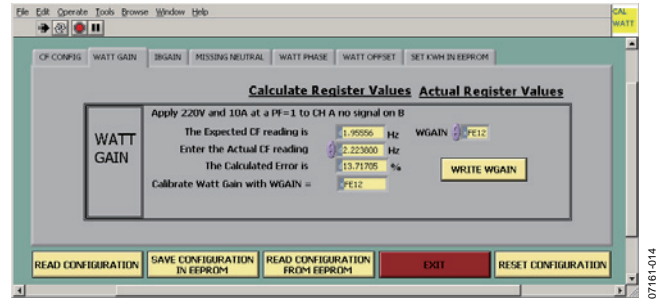 File Edit Operate Tools Browse Window Help
CAL
WATT
CF CONFIG WATT GAIN IBGAIN MISSING NEUTRAL WATT PHASE WATT OFFSET SET KWH IN EEPROM
Calculate Register Values Actual Register Values
Apply 220V and 10A at a PF=1 to CH A no signal on B
WATT
GAIN
The Expected CF reading is 1.95556 Hz WGAIN FE12
Enter the Actual CF reading 2.223800 Hz
The Calculated Error is 13.71705 %
WRITE WGAIN
Calibrate Watt Gain with WGAIN = FE12
READ CONFIGURATION
SAVE CONFIGURATION
IN EEPROM
READ CONFIGURATION
FROM EEPROM
EXIT
RESET CONFIGURATION
07161-014